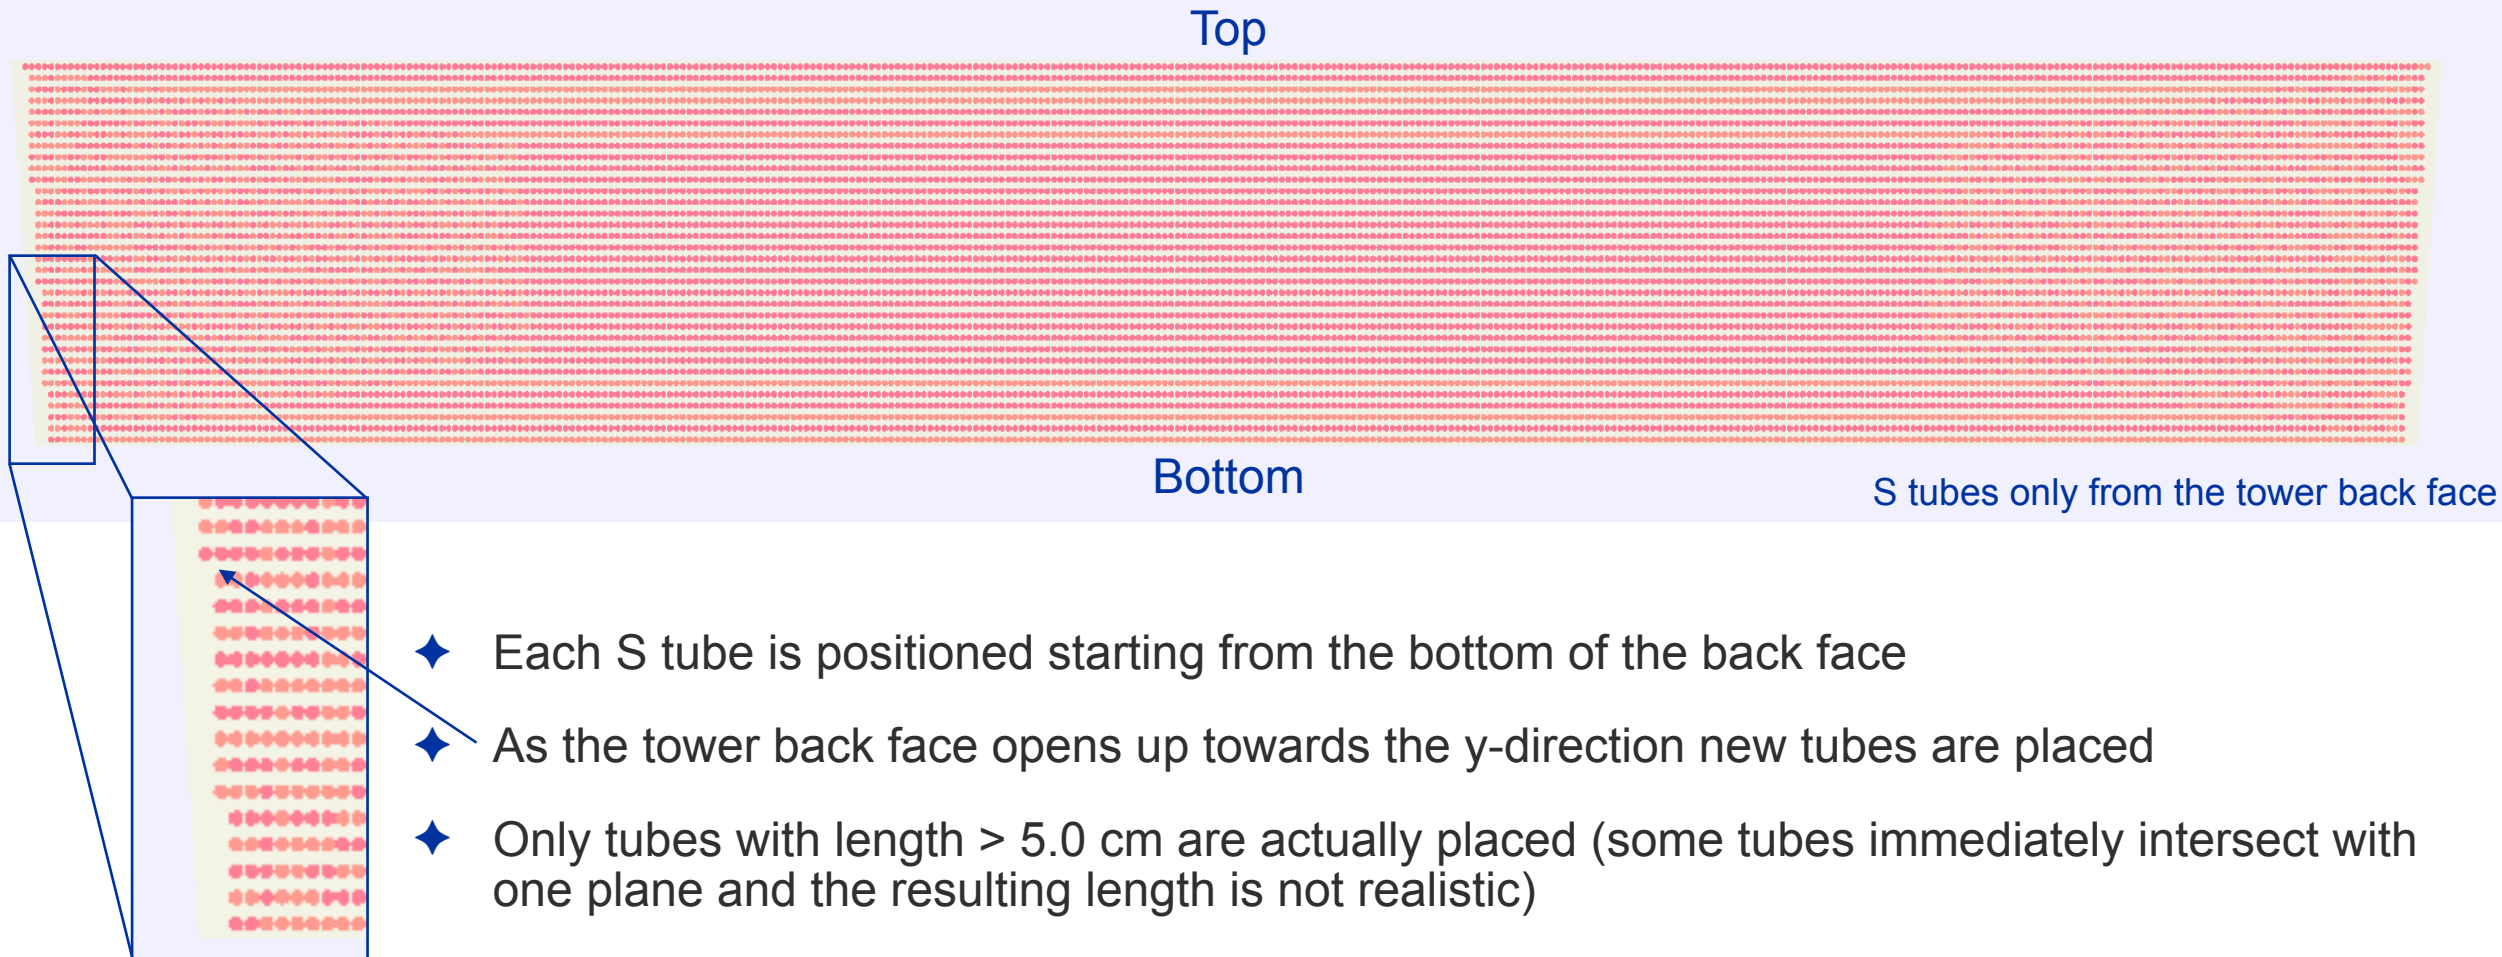 Top
Bottom
S tubes only from the tower back face
Each S tube is positioned starting from the bottom of the back face
As the tower back face opens up towards the y-direction new tubes are placed
Only tubes with length > 5.0 cm are actually placed (some tubes immediately intersect with
one plane and the resulting length is not realistic)